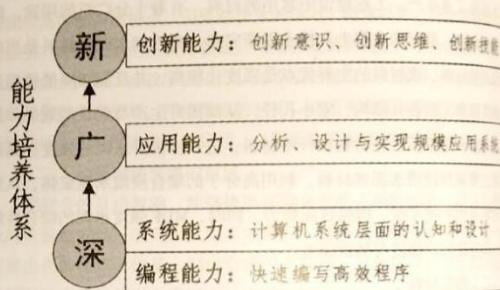 能力培养体系
新
创新能力：创新意识、创新思维、创新技能
广
应用能力：分析、设计与实现规模应用系统
深
系统能力：计算机系统层面的认知和设计
编程能力：快速编写高效程序